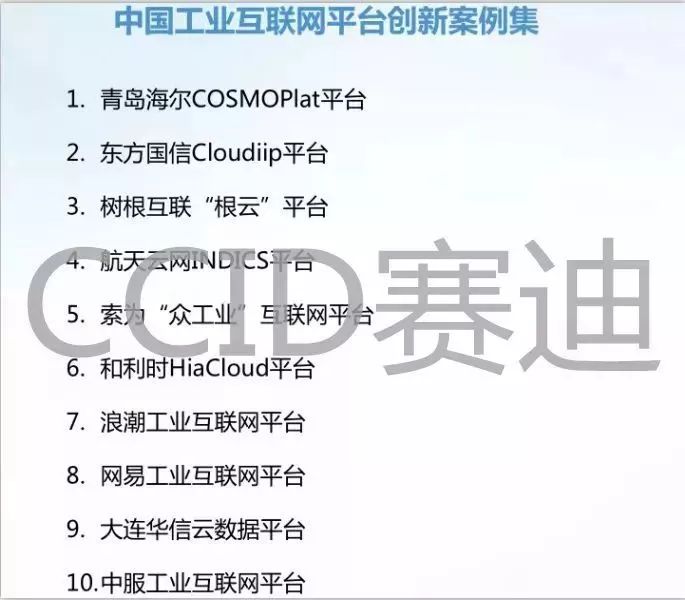 中国工业互联网平台创新案例集
1. 青岛海尔COSMOPlat平台
2. 东方国信Cloudiip平台
3. 树根互联“根云”平台
4. 航天云网INDICS平台
5. 索为“众工业”互联网平台
6. 和利时HiaCloud平台
7. 浪潮工业互联网平台
8. 网易工业互联网平台
9. 大连华信云数据平台
10.中服工业互联网平台
CCID赛迪